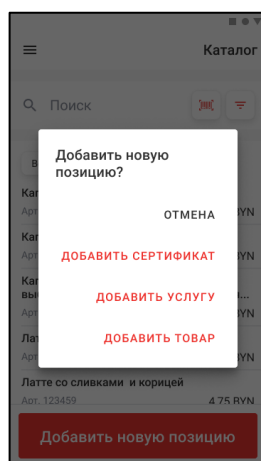 Каталог
Поиск
Добавить новую
позицию?
ОТМЕНА
ДОБАВИТЬ СЕРТИФИКАТ
ДОБАВИТЬ УСЛУГУ
ДОБАВИТЬ ТОВАР
Латте со сливками и корицей
Арт. 123459 4.75 BYN
Добавить новую позицию